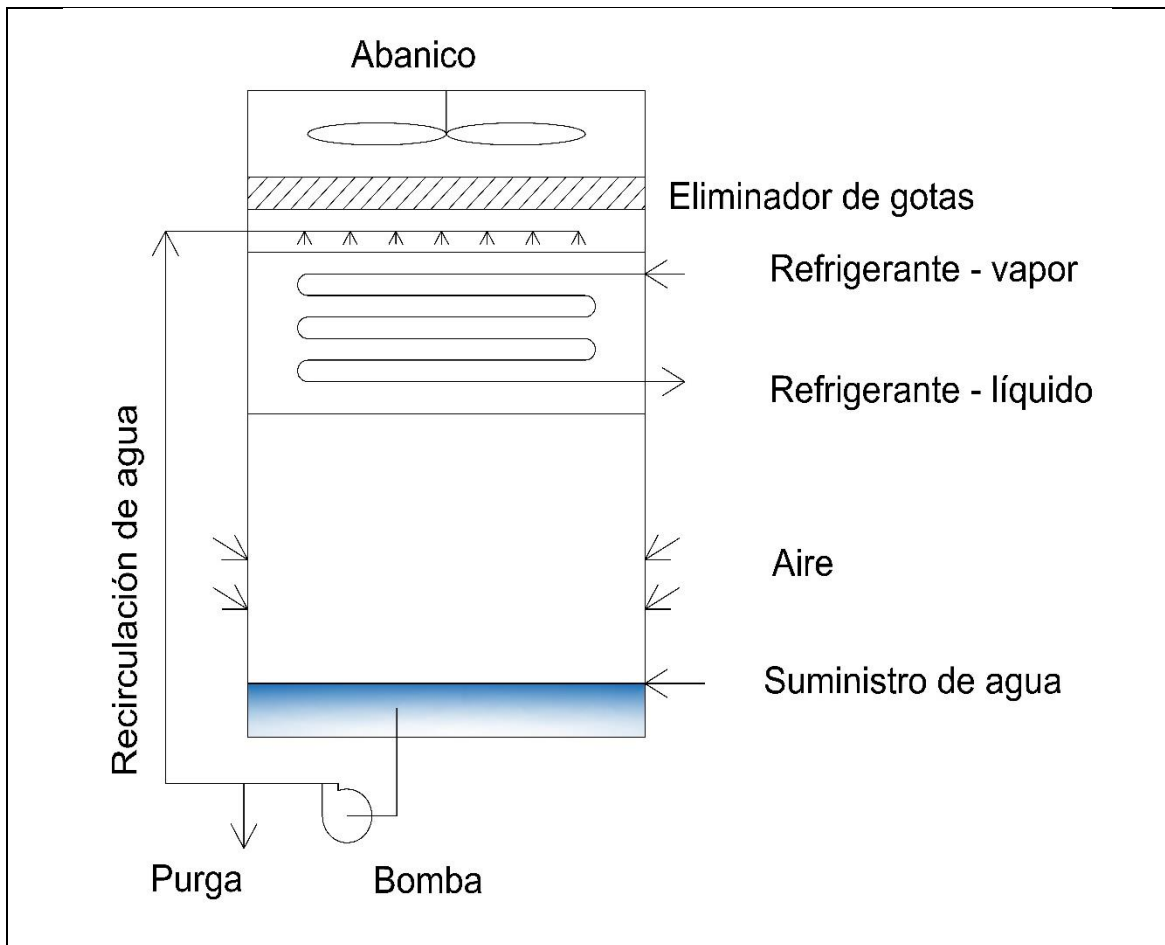 Abanico
Eliminador de gotas
Refrigerante - vapor
Refrigerante - líquido
Recirculación de agua
Aire
Suministro de agua
Purga
Bomba